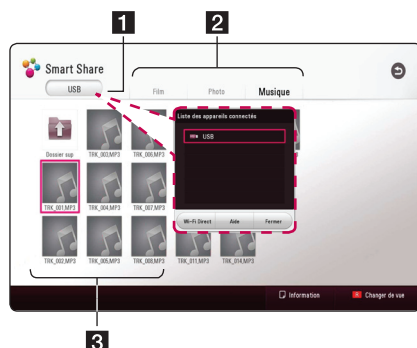 1
2
Smart Share
USB
Film
Photo
Musique
Liste des appareils connectés
USB
Dossier sup
TRK_003,MP3
TRK_006,MP3
TRK_001,MP3
TRK_004,MP3
TRK_007,MP3
Wi-Fi Direct
Aide
Fermer
TRK_002,MP3
TRK_005,MP3
TRK_008,MP3
TRK_011,MP3
TRK_014,MP3
Information
Changer de vue
3